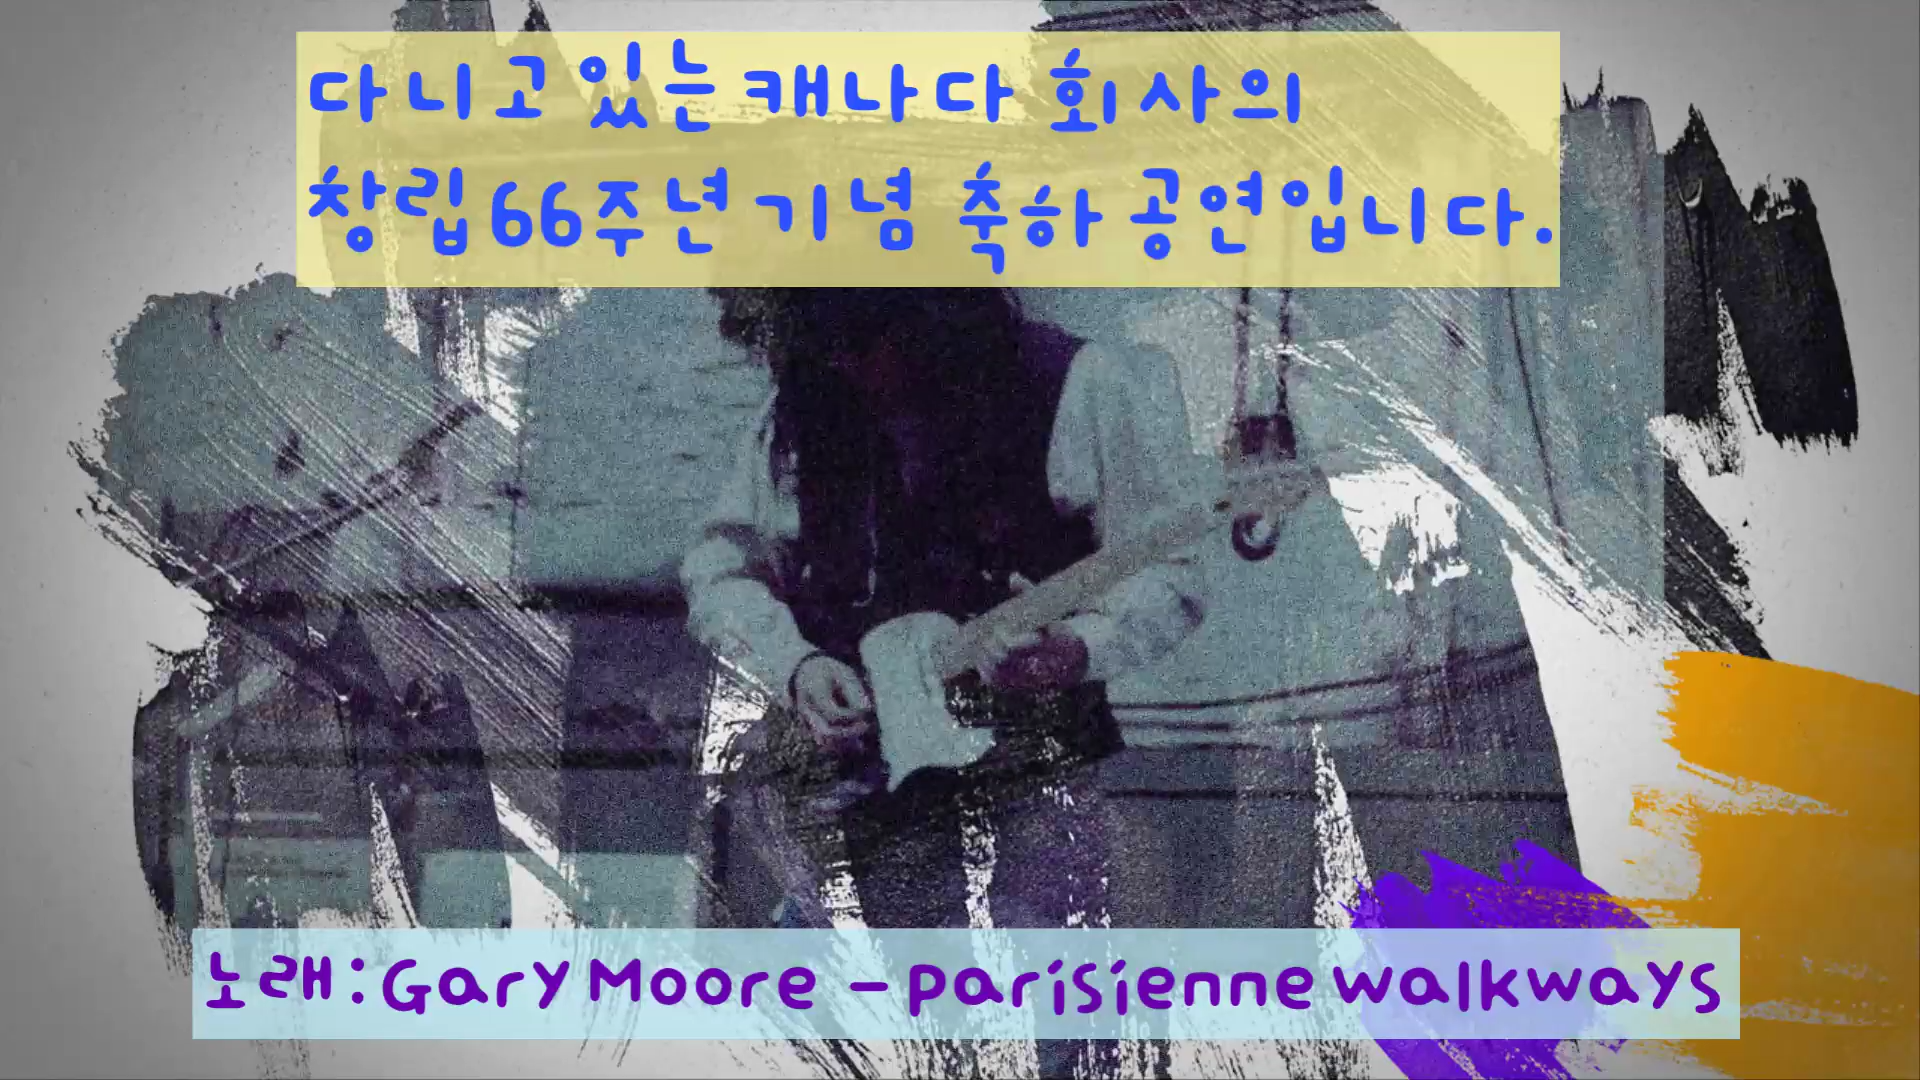 다니고 있는 캐나다 회사의
창립 66주년 기념 축하 공연입니다.
노래: Gary Moore - parisienne walkways